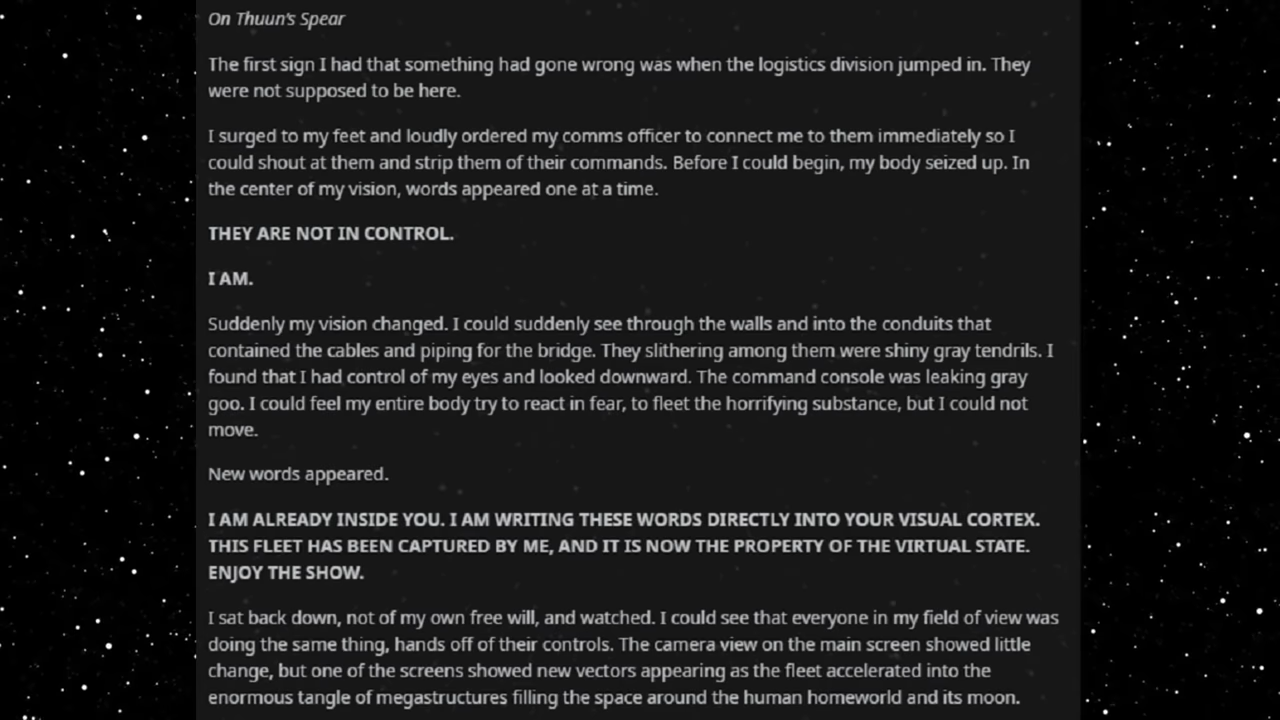 On Thuun's Spear
The first sign I had that something had gone wrong was when the logistics division jumped in. They
were not supposed to be here.
I surged to my feet and loudly ordered my comms officer to connect me to them immediately so I
could shout at them and strip them of their commands. Before I could begin, my body seized up. In
the center of my vision, words appeared one at a time.
THEY ARE NOT IN CONTROL.
I AM.
Suddenly my vision changed. I could suddenly see through the walls and into the conduits that
contained the cables and piping for the bridge. They slithering among them were shiny gray tendrils. I
found that I had control of my eyes and looked downward. The command console was leaking gray
goo. I could feel my entire body try to react in fear, to fleet the horrifying substance, but I could not
move.
New words appeared.
I AM ALREADY INSIDE YOU. I AM WRITING THESE WORDS DIRECTLY INTO YOUR VISUAL CORTEX.
THIS FLEET HAS BEEN CAPTURED BY ME, AND IT IS NOW THE PROPERTY OF THE VIRTUAL STATE.
ENJOY THE SHOW.
I sat back down, not of my own free will, and watched. I could see that everyone in my field of view was
doing the same thing, hands off of their controls. The camera view on the main screen showed little
change, but one of the screens showed new vectors appearing as the fleet accelerated into the
enormous tangle of megastructures filling the space around the human homeworld and its moon.